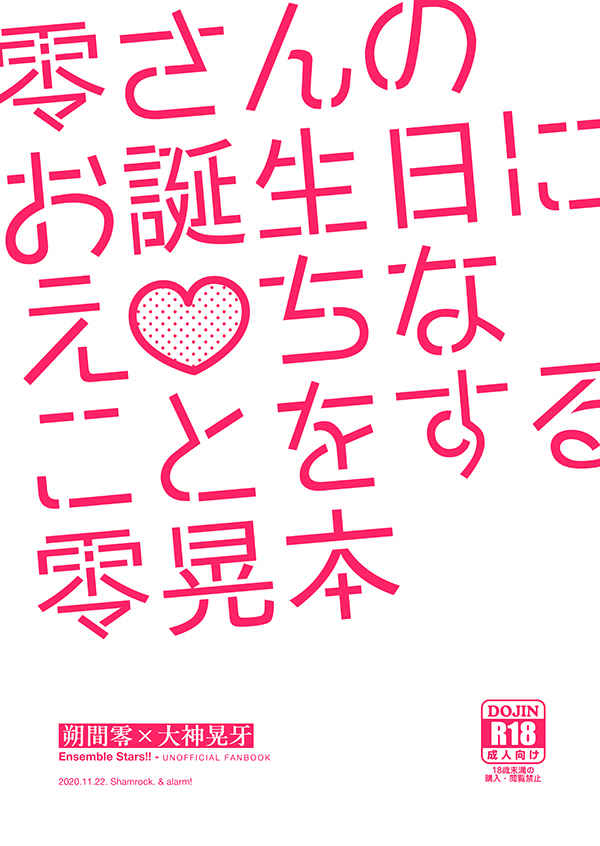 零さんの
お誕生日に
え♥ちな
ことをする
零晃本
朔間零×大神晃牙
Ensemble Stars!! - UNOFFICIAL FANBOOK
2020.11.22. Shamrock. & alarm!
DOJIN
R18
成人向け
18歳末満の
購入・閲覧禁止